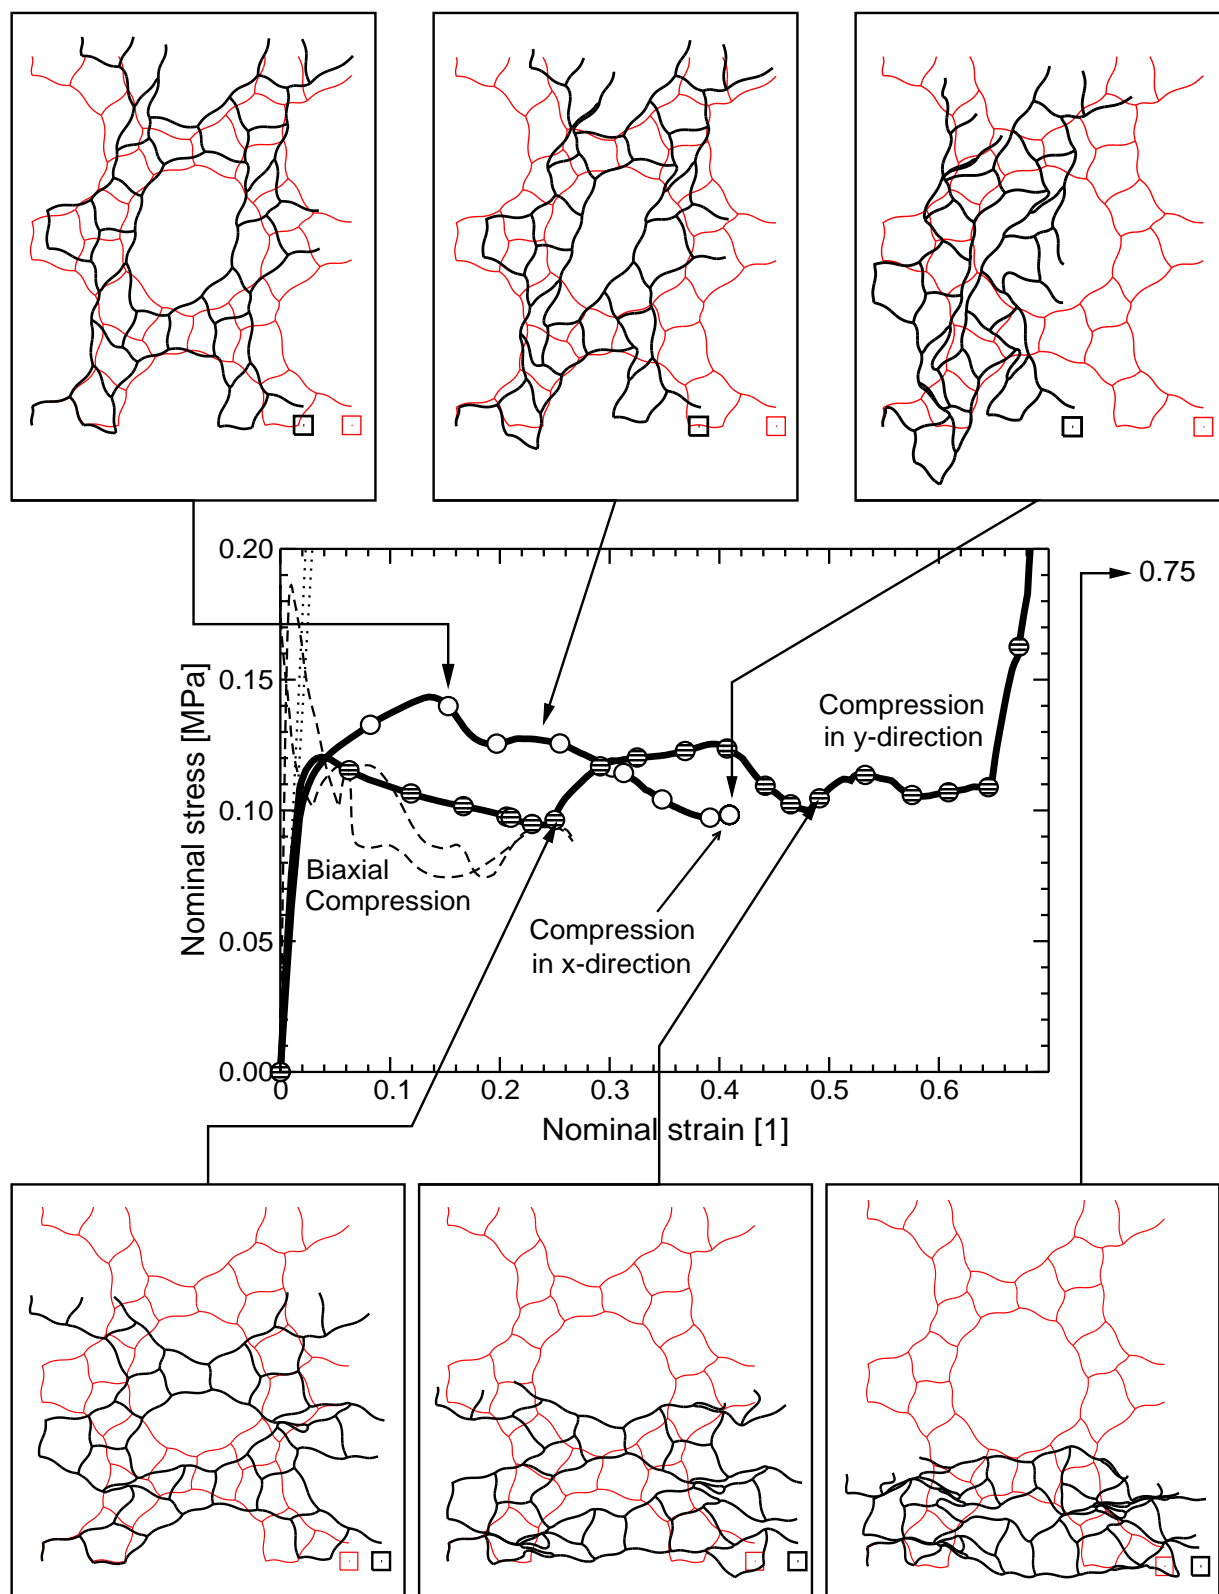 0.20
0.75
0.15
Compression
in y-direction
Nominal stress [MPa]
0.10
Biaxial
Compression
Compression
in x-direction
0.05
0.00
0
0.1
0.2
0.3
0.4
0.5
0.6
Nominal strain [1]